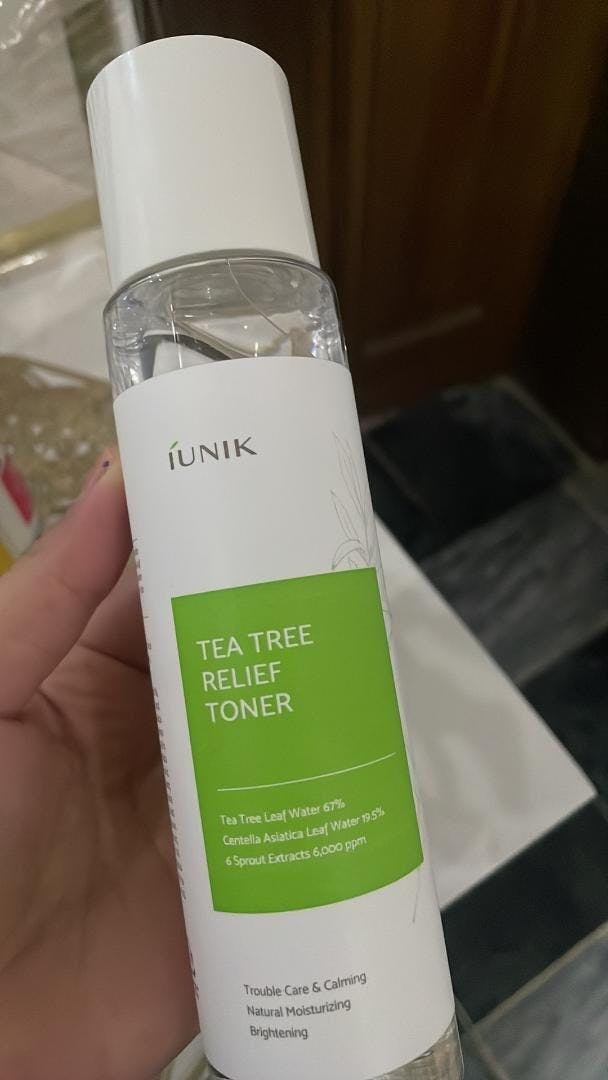 iUNIK
TEA TREE
RELIEF
TONER
Tea Tree Leaf Water 67%
Centella Asiatica Leaf Water 19.5%
6 Sprout Extracts 6,000 ppm
Trouble Care & Calming
Natural Moisturizing
Brightening